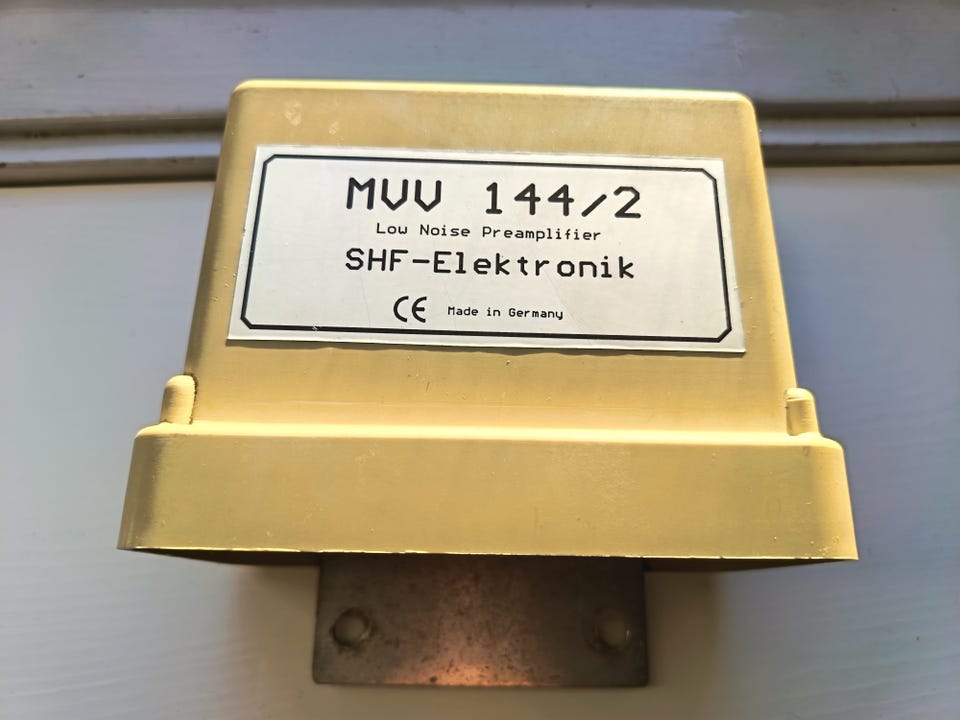 MVV 144/2
Low Noise Preamplifier
SHF-Elektronik
CE Made in Germany